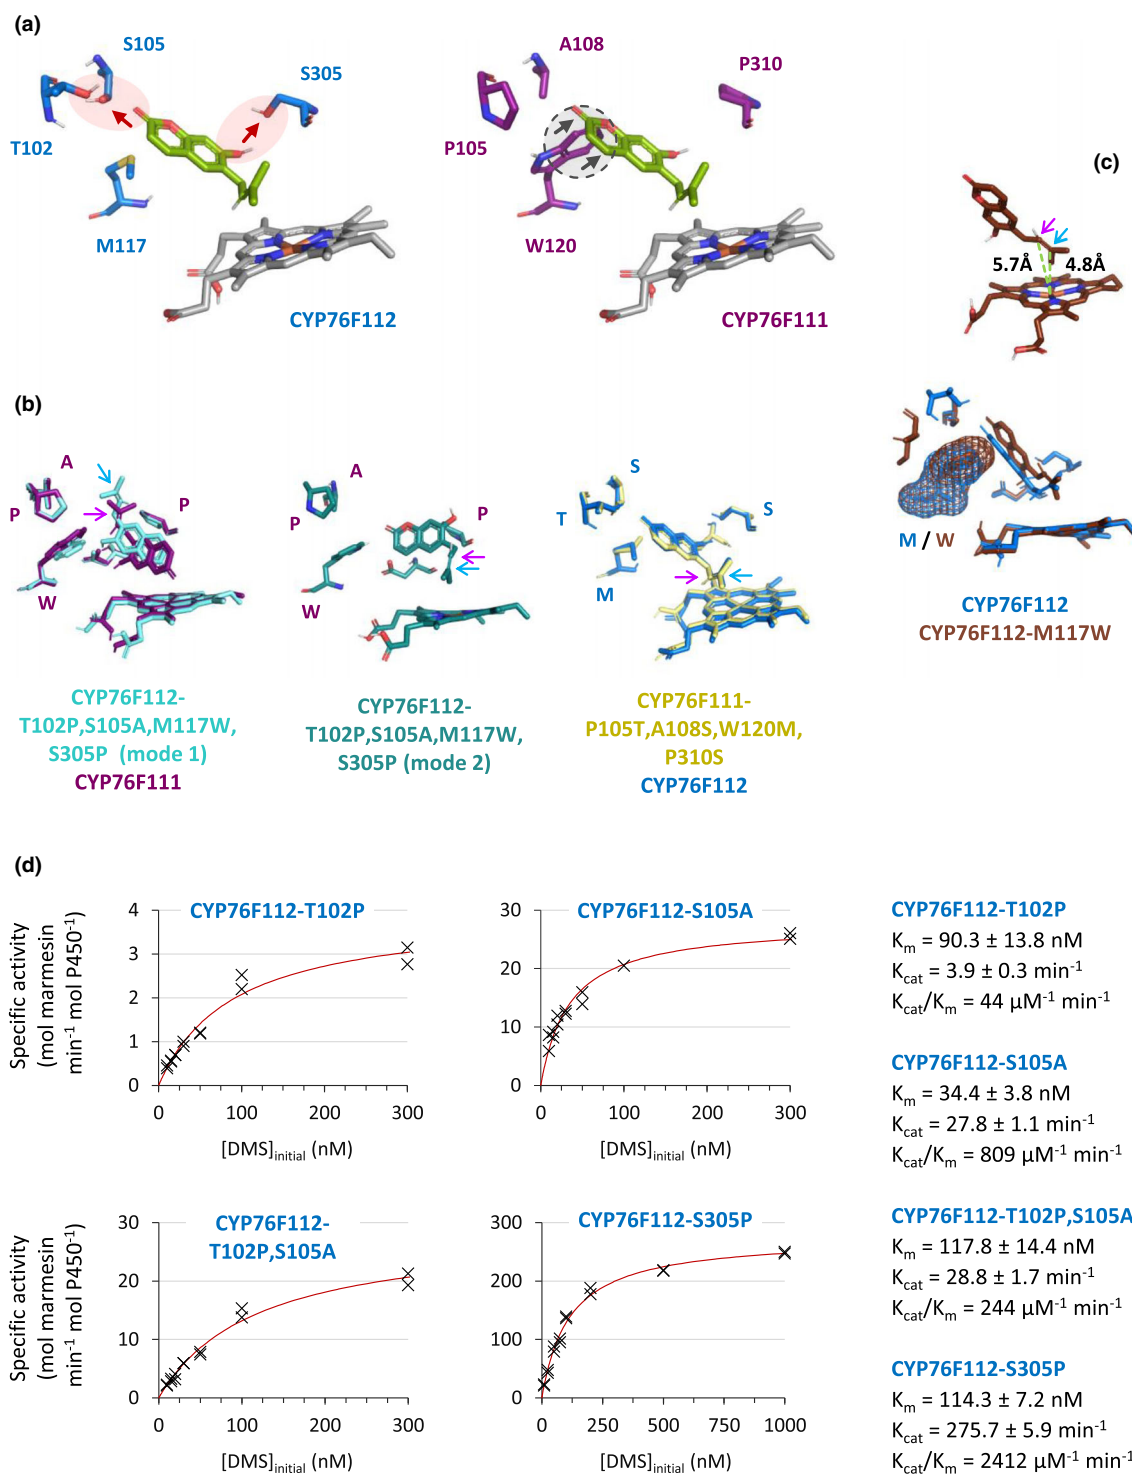 (a)
S105
S305
T102
M117
CYP76F112
A108
P310
P105
W120
CYP76F111
(c)
5.7Å
4.8Å
M / W
CYP76F112
CYP76F112-M117W
(b)
A
P
P
W
CYP76F112-
T102P,S105A,M117W,
S305P (mode 1)
CYP76F111
A
P
P
W
CYP76F112-
T102P,S105A,M117W,
S305P (mode 2)
S
T
S
M
CYP76F111-
P105T,A108S,W120M,
P310S
CYP76F112
(d)
Specific activity
(mol marmesin
min⁻¹ mol P450⁻¹)
CYP76F112-T102P
4
3
2
1
0
0 100 200 300
[DMS]initial (nM)
CYP76F112-S105A
30
20
10
0
0 100 200 300
[DMS]initial (nM)
Specific activity
(mol marmesin
min⁻¹ mol P450⁻¹)
CYP76F112-
T102P,S105A
30
20
10
0
0 100 200 300
[DMS]initial (nM)
CYP76F112-S305P
300
200
100
0
0 250 500 750 1000
[DMS]initial (nM)
CYP76F112-T102P
Km = 90.3 ± 13.8 nM
Kcat = 3.9 ± 0.3 min⁻¹
Kcat/Km = 44 µM⁻¹ min⁻¹
CYP76F112-S105A
Km = 34.4 ± 3.8 nM
Kcat = 27.8 ± 1.1 min⁻¹
Kcat/Km = 809 µM⁻¹ min⁻¹
CYP76F112-T102P,S105A
Km = 117.8 ± 14.4 nM
Kcat = 28.8 ± 1.7 min⁻¹
Kcat/Km = 244 µM⁻¹ min⁻¹
CYP76F112-S305P
Km = 114.3 ± 7.2 nM
Kcat = 275.7 ± 5.9 min⁻¹
Kcat/Km = 2412 µM⁻¹ min⁻¹